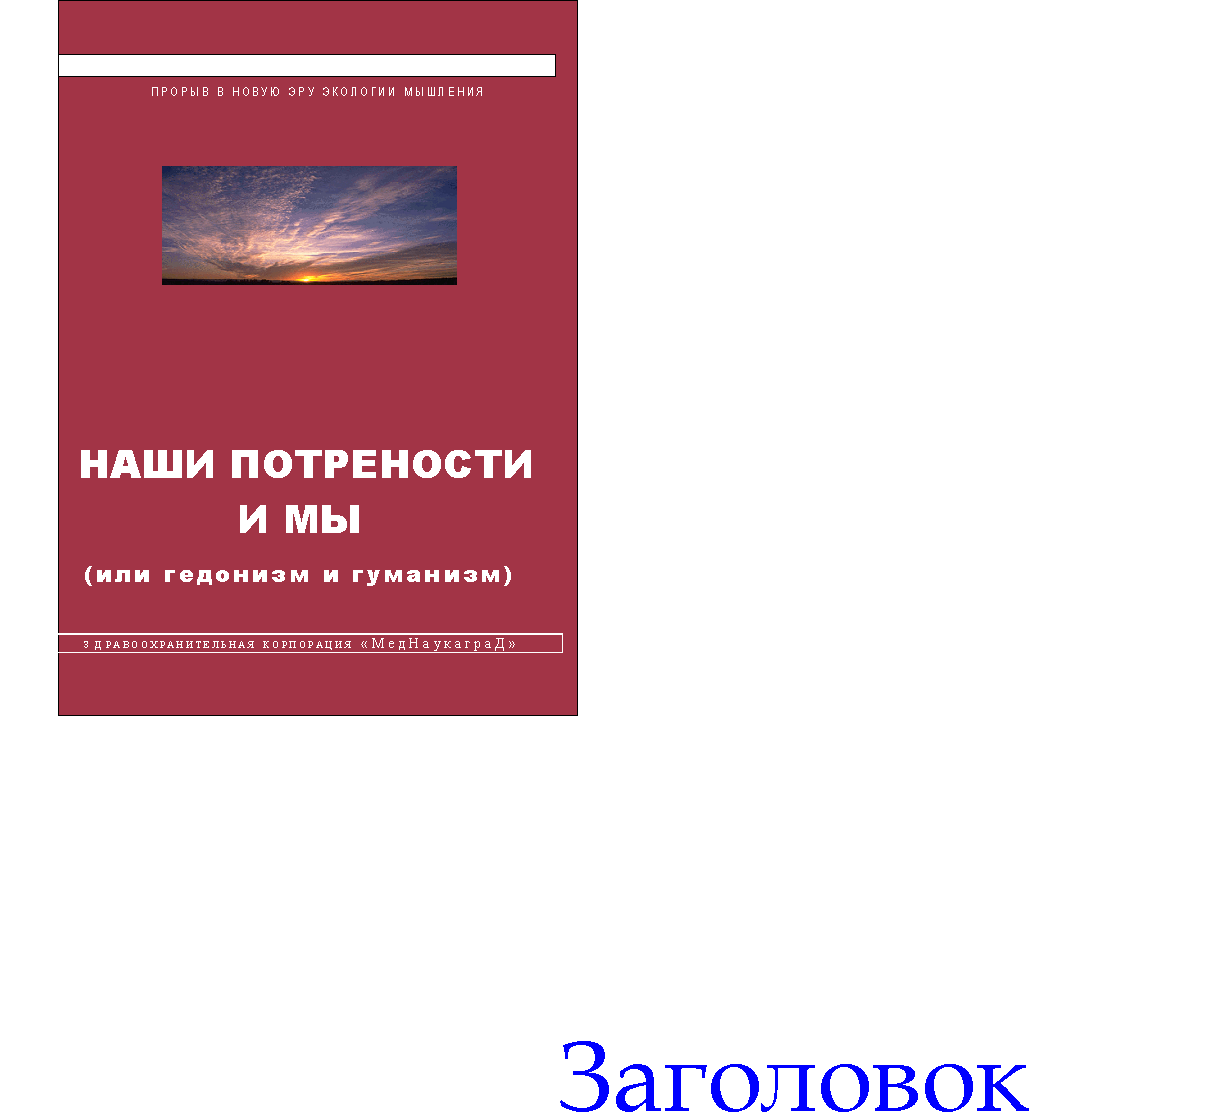 ПРОРЫВ В НОВУЮ ЭРУ ЭКОЛОГИИ МЫШЛЕНИЯ
НАШИ ПОТРЕНОСТИ
И МЫ
(или гедонизм и гуманизм)
ЗДРАВООХРАНИТЕЛЬНАЯ КОРПОРАЦИЯ «МедНаукаграД»
Заголовок